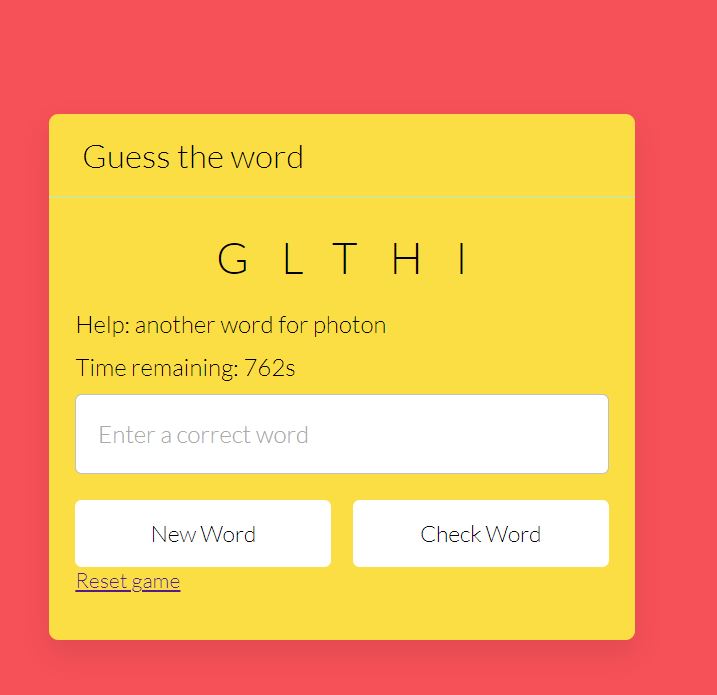 Guess the word
G L T H I
Help: another word for photon
Time remaining: 762s
Enter a correct word
New Word
Check Word
Reset game